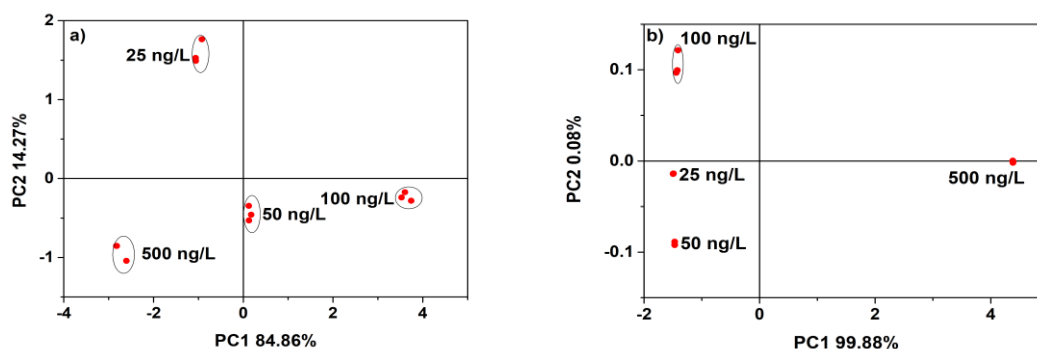 a)
2
1
0
-1
PC2 14.27%
25 ng/L
50 ng/L
100 ng/L
500 ng/L
-4 -2 0 2 4
PC1 84.86%
b)
0.1
0.0
-0.1
PC2 0.08%
100 ng/L
25 ng/L
500 ng/L
50 ng/L
-2 0 2 4
PC1 99.88%